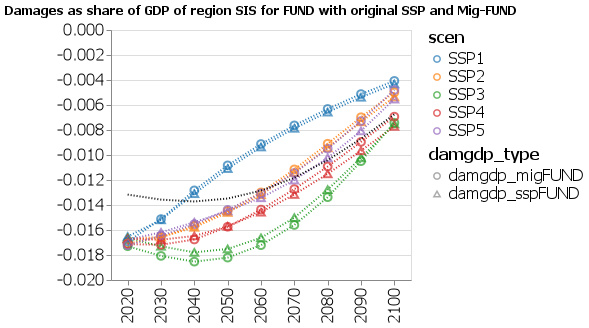 Damages as share of GDP of region SIS for FUND with original SSP and Mig-FUND
0.000
-0.002
-0.004
-0.006
-0.008
-0.010
-0.012
-0.014
-0.016
-0.018
-0.020
2020
2030
2040
2050
2060
2070
2080
2090
2100
scen
SSP1
SSP2
SSP3
SSP4
SSP5
damgdp_type
damgdp_migFUND
damgdp_sspFUND